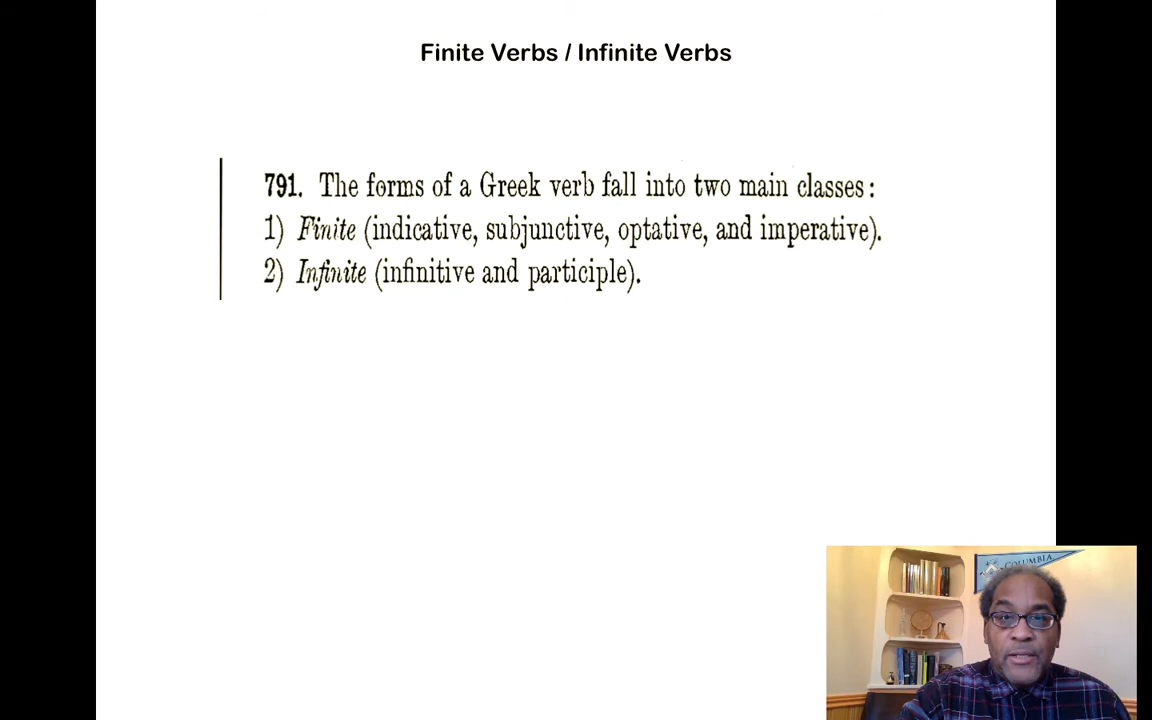 Finite Verbs / Infinite Verbs
791. The forms of a Greek verb fall into two main classes:
1) Finite (indicative, subjunctive, optative, and imperative).
2) Infinite (infinitive and participle).
COLUMBIA